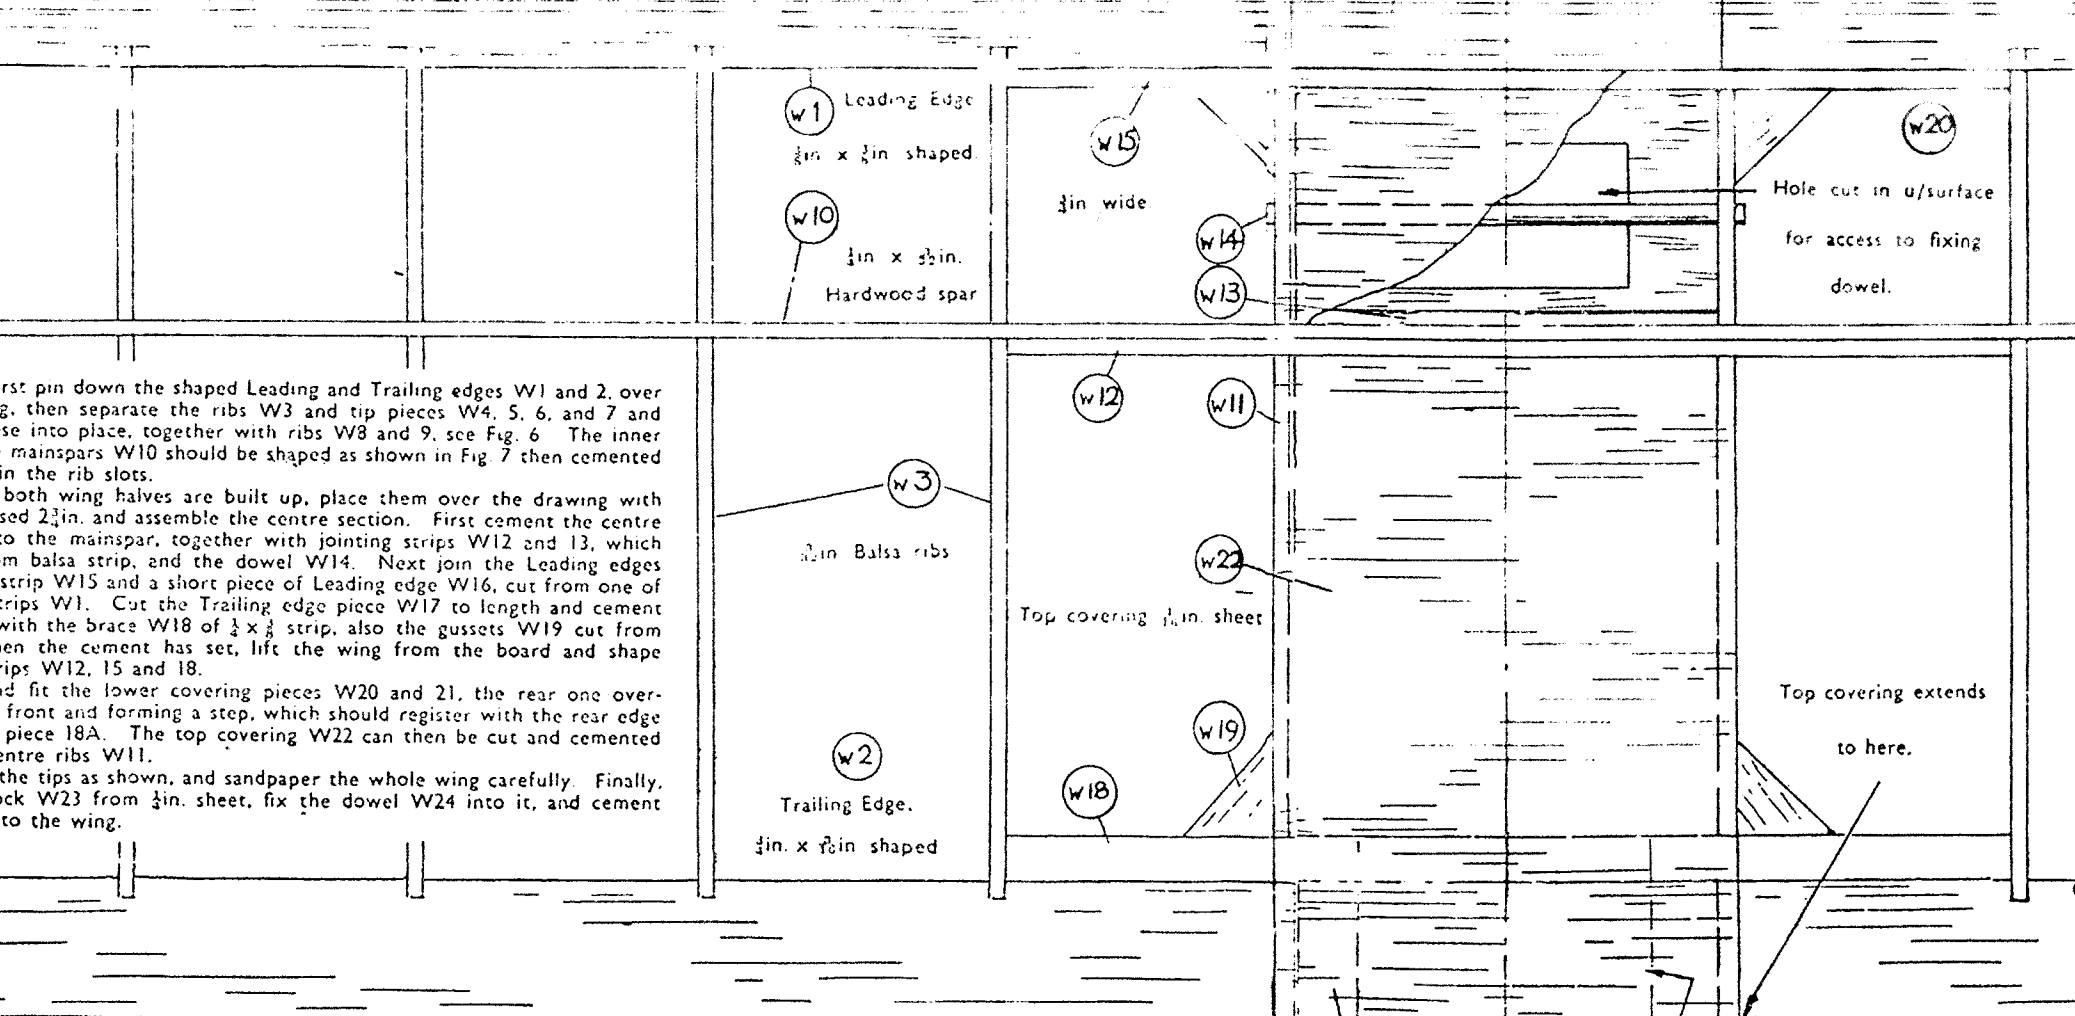 W1 Leading Edge
in x in shaped
W10
in x in.
Hardwood spar
W15
in wide
W14
W13
W20
Hole cut in u/surface
for access to fixing
dowel.
rst pin down the shaped Leading and Trailing edges W1 and 2, over
g, then separate the ribs W3 and tip pieces W4, 5, 6, and 7 and
se into place, together with ribs W8 and 9, see Fig. 6 The inner
mainspars W10 should be shaped as shown in Fig. 7 then cemented
in the rib slots.
both wing halves are built up, place them over the drawing with
sed in. and assemble the centre section. First cement the centre
to the mainspar, together with jointing strips W12 and 13, which
m balsa strip, and the dowel W14. Next join the Leading edges
strip W15 and a short piece of Leading edge W16, cut from one of
trips W1. Cut the Trailing edge piece W17 to length and cement
with the brace W18 of strip, also the gussets W19 cut from
en the cement has set, lift the wing from the board and shape
rips W12, 15 and 18.
d fit the lower covering pieces W20 and 21, the rear one over-
front and forming a step, which should register with the rear edge
piece 18A. The top covering W22 can then be cut and cemented
entre ribs W11.
the tips as shown, and sandpaper the whole wing carefully. Finally,
ock W23 from in. sheet, fix the dowel W24 into it, and cement
to the wing.
W3
in Balsa ribs
W2
Trailing Edge.
in. x in shaped
W12
W11
W22
Top covering in. sheet
W19
W18
Top covering extends
to here.